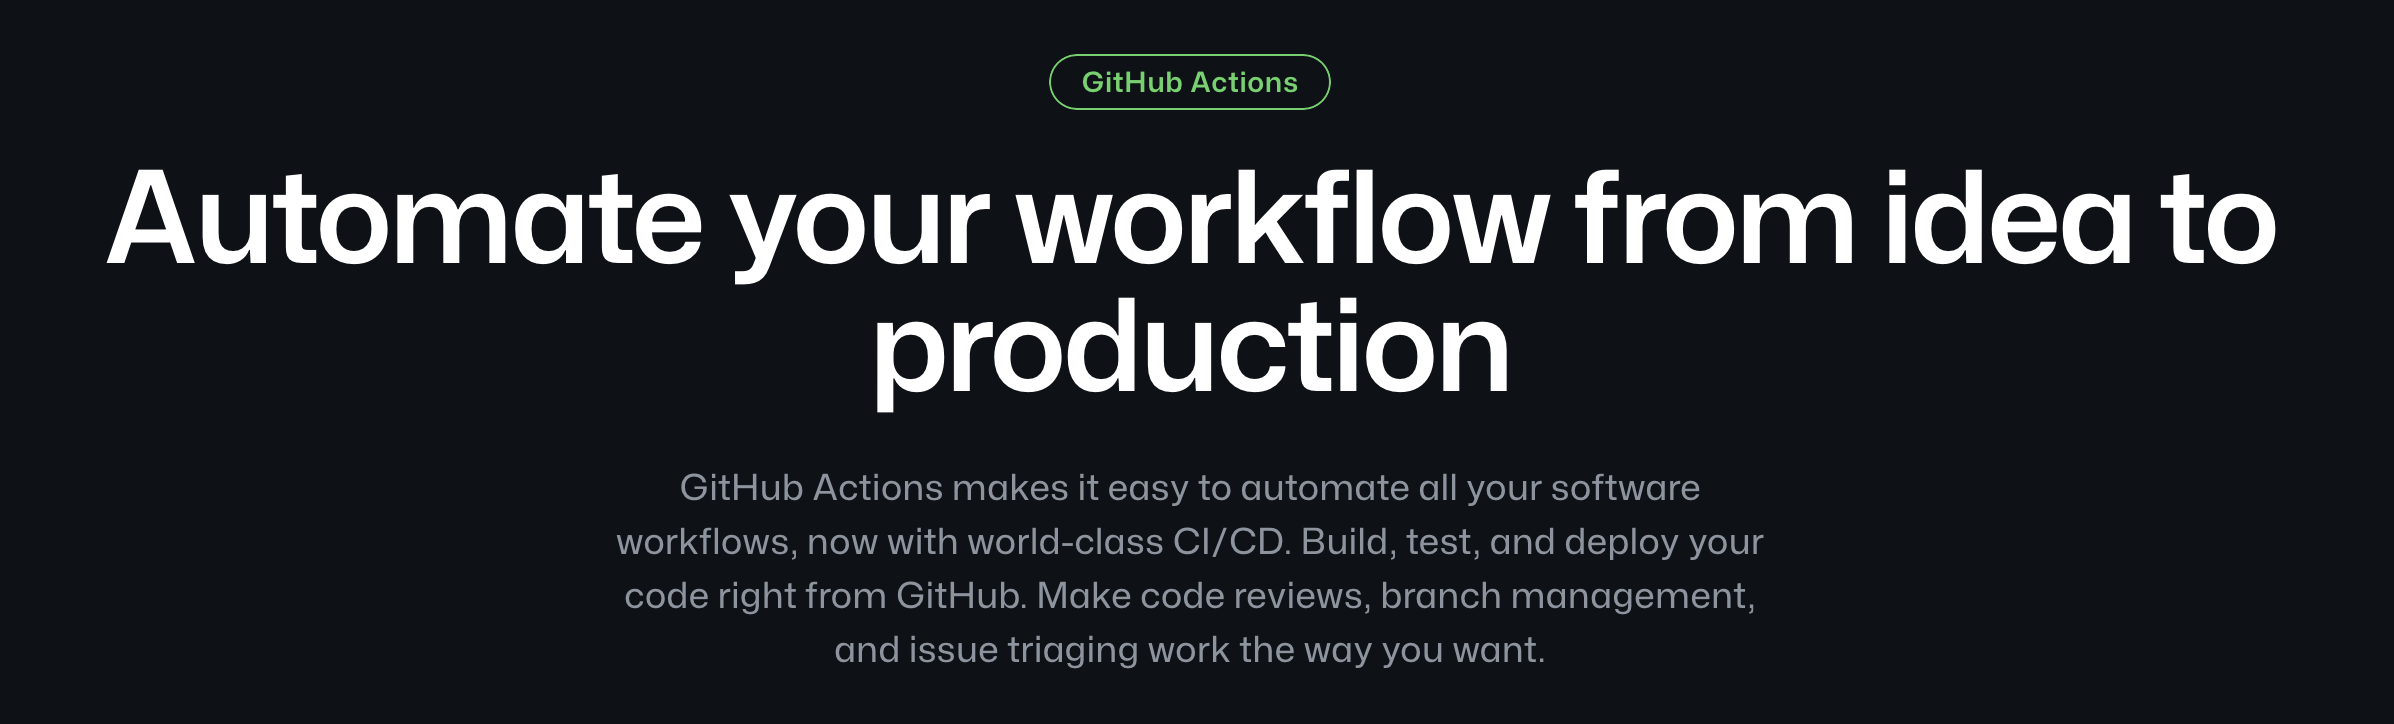 GitHub Actions
Automate your workflow from idea to
production
GitHub Actions makes it easy to automate all your software
workflows, now with world-class CI/CD. Build, test, and deploy your
code right from GitHub. Make code reviews, branch management,
and issue triaging work the way you want.